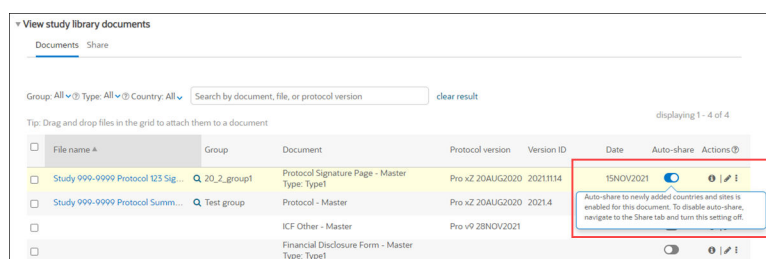 View study library documents
Documents Share
Group: All Type: All Country: All Search by document, file, or protocol version clear result
displaying 1 - 4 of 4
Tip: Drag and drop files in the grid to attach them to a document
File name Group Document Protocol version Version ID Date Auto-share Actions
Study 999-9999 Protocol 123 Sig... 20_2_group1 Protocol Signature Page - Master Pro xZ 20AUG2020 2021.11.14 15NOV2021
Type: Type1
Study 999-9999 Protocol Summ... Test group Protocol - Master Pro xZ 20AUG2020 2021.4
Auto-share to newly added countries and sites is
enabled for this document. To disable auto-share,
navigate to the Share tab and turn this setting off.
ICF Other - Master Pro v9 28NOV2021
Financial Disclosure Form - Master
Type: Type1